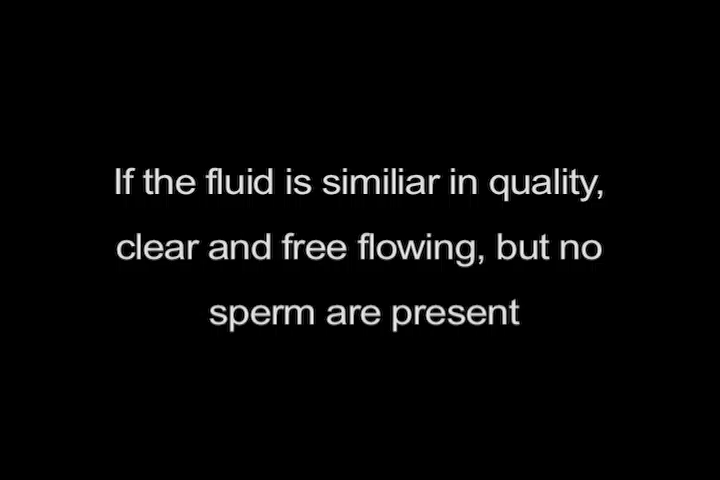 If the fluid is similiar in quality,
clear and free flowing, but no
sperm are present